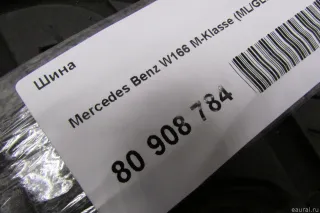 Шина
Mercedes Benz W166 M-Klasse (ML/GL
80 908 784
eaural.ru